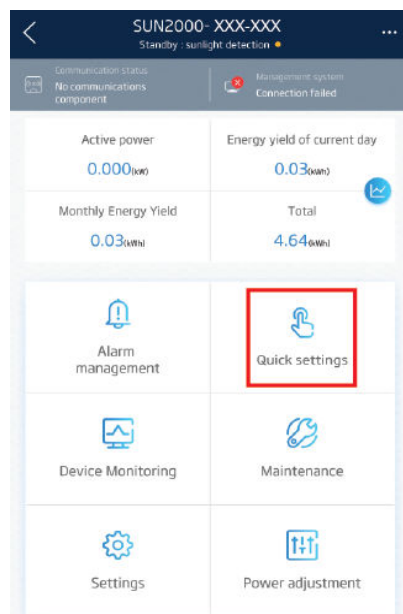 SUN2000- XXX-XXX
Standby : sunlight detection
Communication status
No communications
component
Management system
Connection failed
Active power
0.000(kW)
Energy yield of current day
0.03(kWh)
Monthly Energy Yield
0.03(kWh)
Total
4.64(kWh)
Alarm
management
Quick settings
Device Monitoring
Maintenance
Settings
Power adjustment